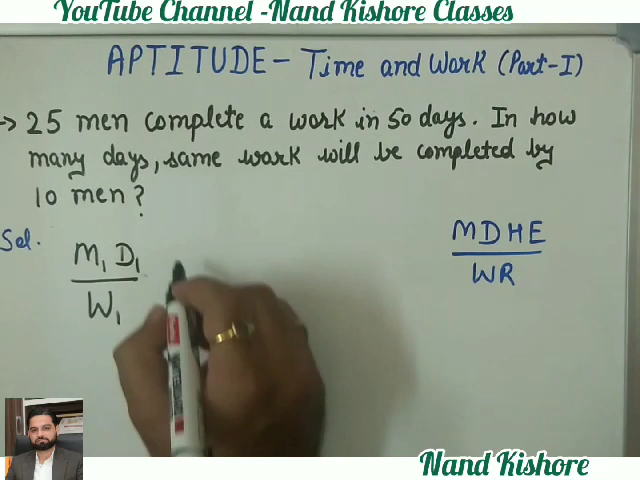 YouTube Channel -Nand Kishore Classes
APTITUDE - Time and Work (Part-I)
→ 25 men complete a work in 50 days. In how
many days, same work will be completed by
10 men?
Sol.
M₁ D₁
W₁
MDHE
WR
Nand Kishore